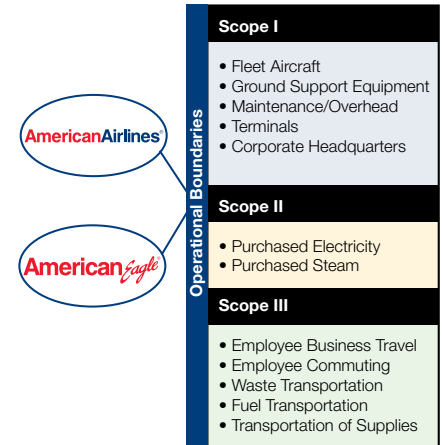 Scope I
• Fleet Aircraft
• Ground Support Equipment
• Maintenance/Overhead
• Terminals
• Corporate Headquarters
AmericanAirlines®
American Eagle®
Operational Boundaries
Scope II
• Purchased Electricity
• Purchased Steam
Scope III
• Employee Business Travel
• Employee Commuting
• Waste Transportation
• Fuel Transportation
• Transportation of Supplies